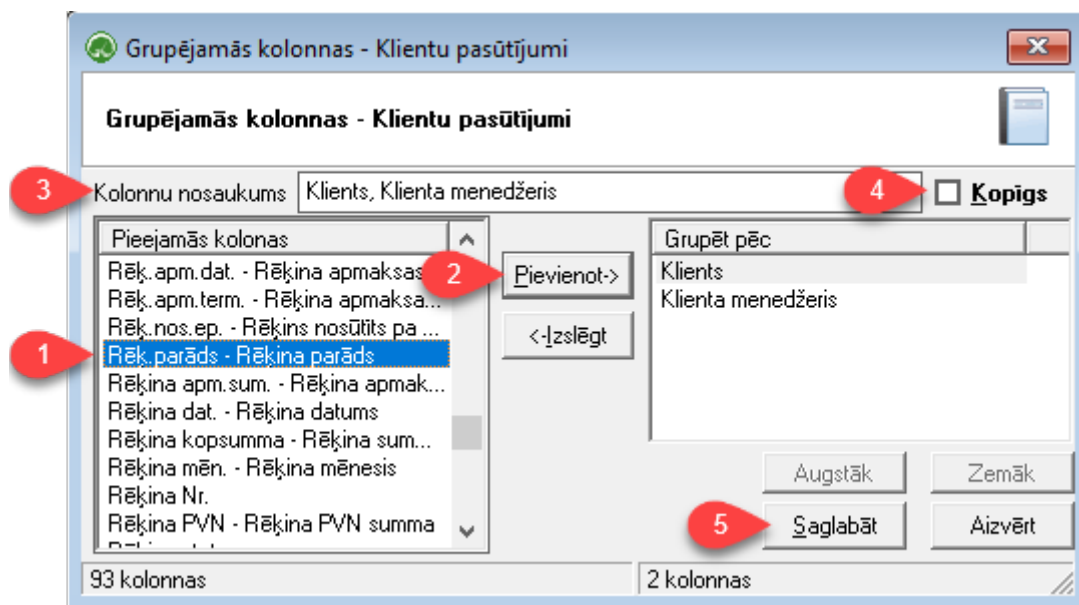 Grupējamās kolonnas - Klientu pasūtījumi
Grupējamās kolonnas - Klientu pasūtījumi
3 Kolonnu nosaukums Klients, Klienta menedžeris 4 Kopīgs
Pieejamās kolonas
Rēķ.apm.dat. - Rēķina apmaksas
Rēķ.apm.term. - Rēķina apmaksa...
Rēķ.nos.ep. - Rēķins nosūtīts pa ...
1 Rēķ.parāds - Rēķina parāds
Rēķina apm.sum. - Rēķina apmak...
Rēķina dat. - Rēķina datums
Rēķina kopsumma - Rēķina sum...
Rēķina mēn. - Rēķina mēnesis
Rēķina Nr.
Rēķina PVN - Rēķina PVN summa
2 Pievienot->
<-Izslēgt
Grupēt pēc
Klients
Klienta menedžeris
Augstāk Zemāk
5 Saglabāt Aizvērt
93 kolonnas 2 kolonnas